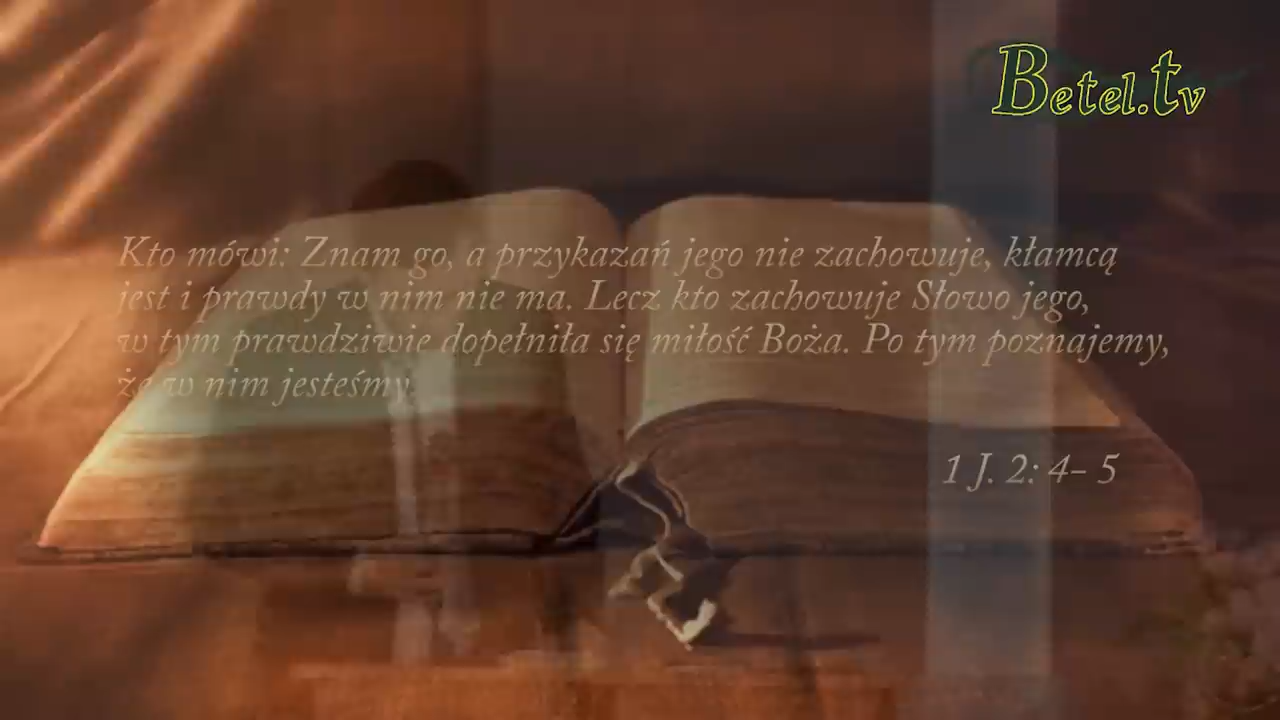 Betel.tv
Kto mówi: Znam go, a przykazań jego nie zachowuje, kłamcą
jest i prawdy w nim nie ma. Lecz kto zachowuje Słowo jego,
w tym prawdziwie dopełniła się miłość Boża. Po tym poznajemy,
że w nim jesteśmy.
1 J. 2: 4- 5